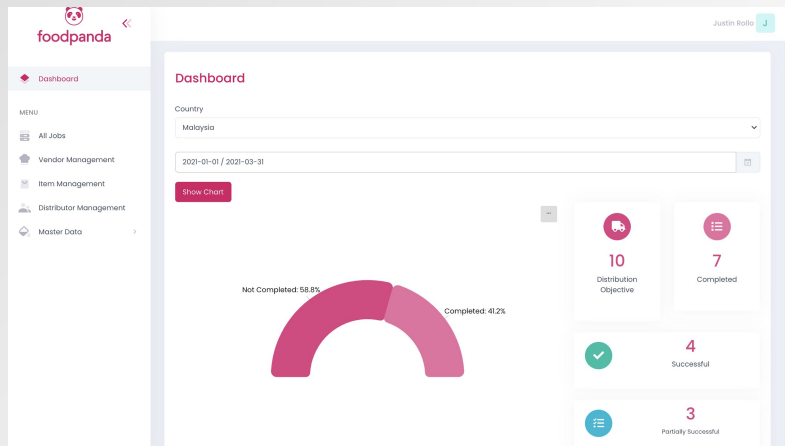 foodpanda
Justin Rollo J
Dashboard
MENU
All Jobs
Vendor Management
Item Management
Distributor Management
Master Data
Dashboard
Country
Malaysia
2021-01-01 / 2021-03-31
Show Chart
Not Completed: 58.8%
Completed: 41.2%
10
Distribution
Objective
7
Completed
4
Successful
3
Partially Successful